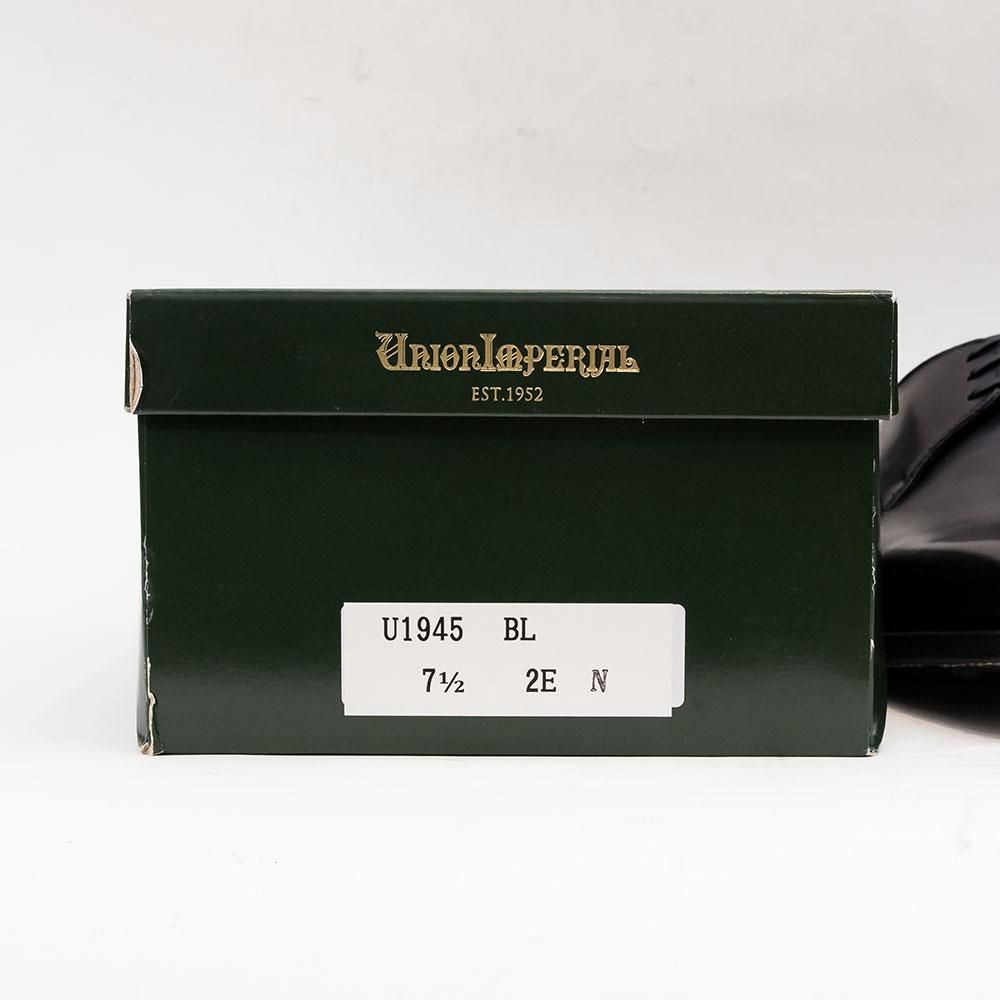 UNION IMPERIAL
EST.1952
U1945 BL
7½ 2E N